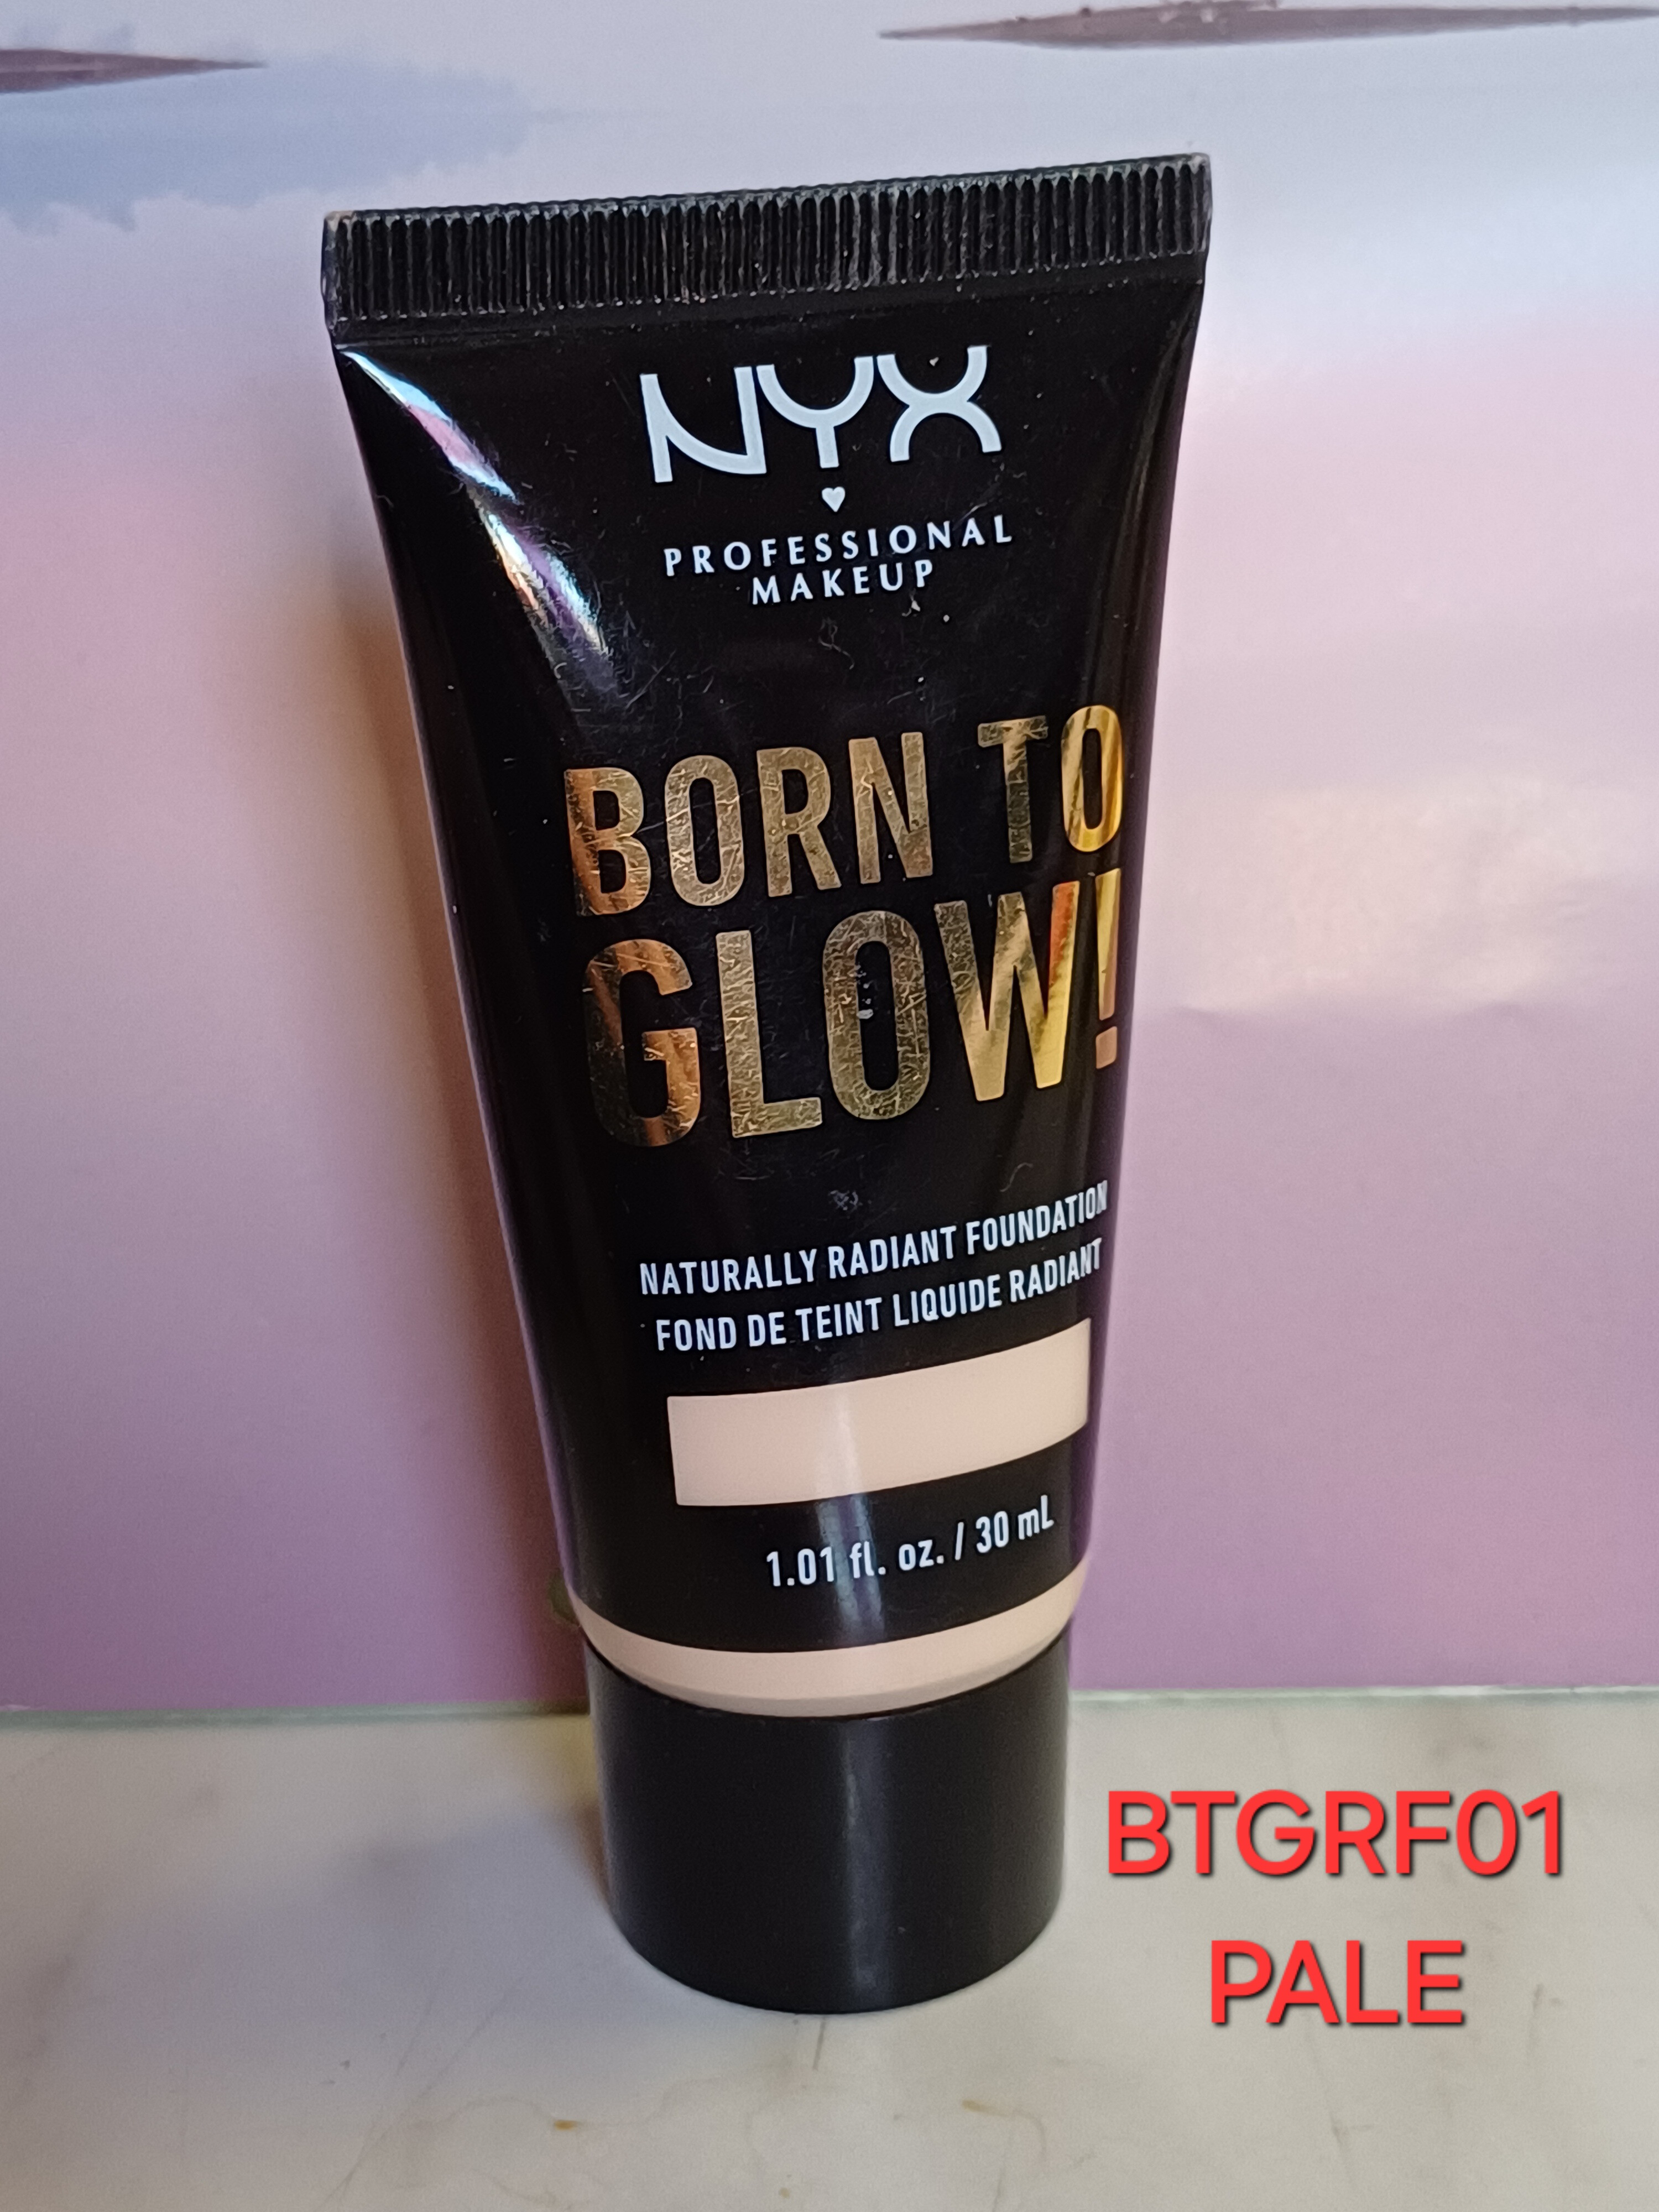 NYX
PROFESSIONAL
MAKEUP
BORN TO
GLOW!
NATURALLY RADIANT FOUNDATION
FOND DE TEINT LIQUIDE RADIANT
1.01 fl. oz. / 30 mL
BTGRF01
PALE